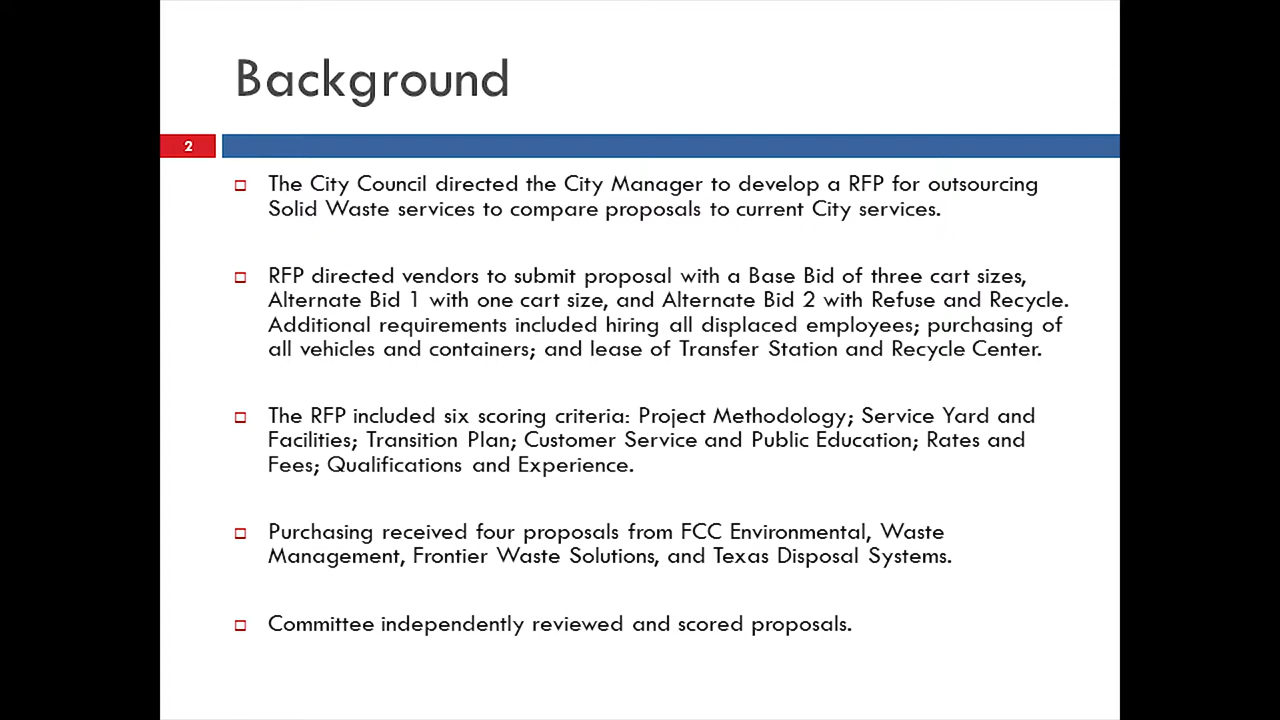 Background
2
The City Council directed the City Manager to develop a RFP for outsourcing
Solid Waste services to compare proposals to current City services.
RFP directed vendors to submit proposal with a Base Bid of three cart sizes,
Alternate Bid 1 with one cart size, and Alternate Bid 2 with Refuse and Recycle.
Additional requirements included hiring all displaced employees; purchasing of
all vehicles and containers; and lease of Transfer Station and Recycle Center.
The RFP included six scoring criteria: Project Methodology; Service Yard and
Facilities; Transition Plan; Customer Service and Public Education; Rates and
Fees; Qualifications and Experience.
Purchasing received four proposals from FCC Environmental, Waste
Management, Frontier Waste Solutions, and Texas Disposal Systems.
Committee independently reviewed and scored proposals.